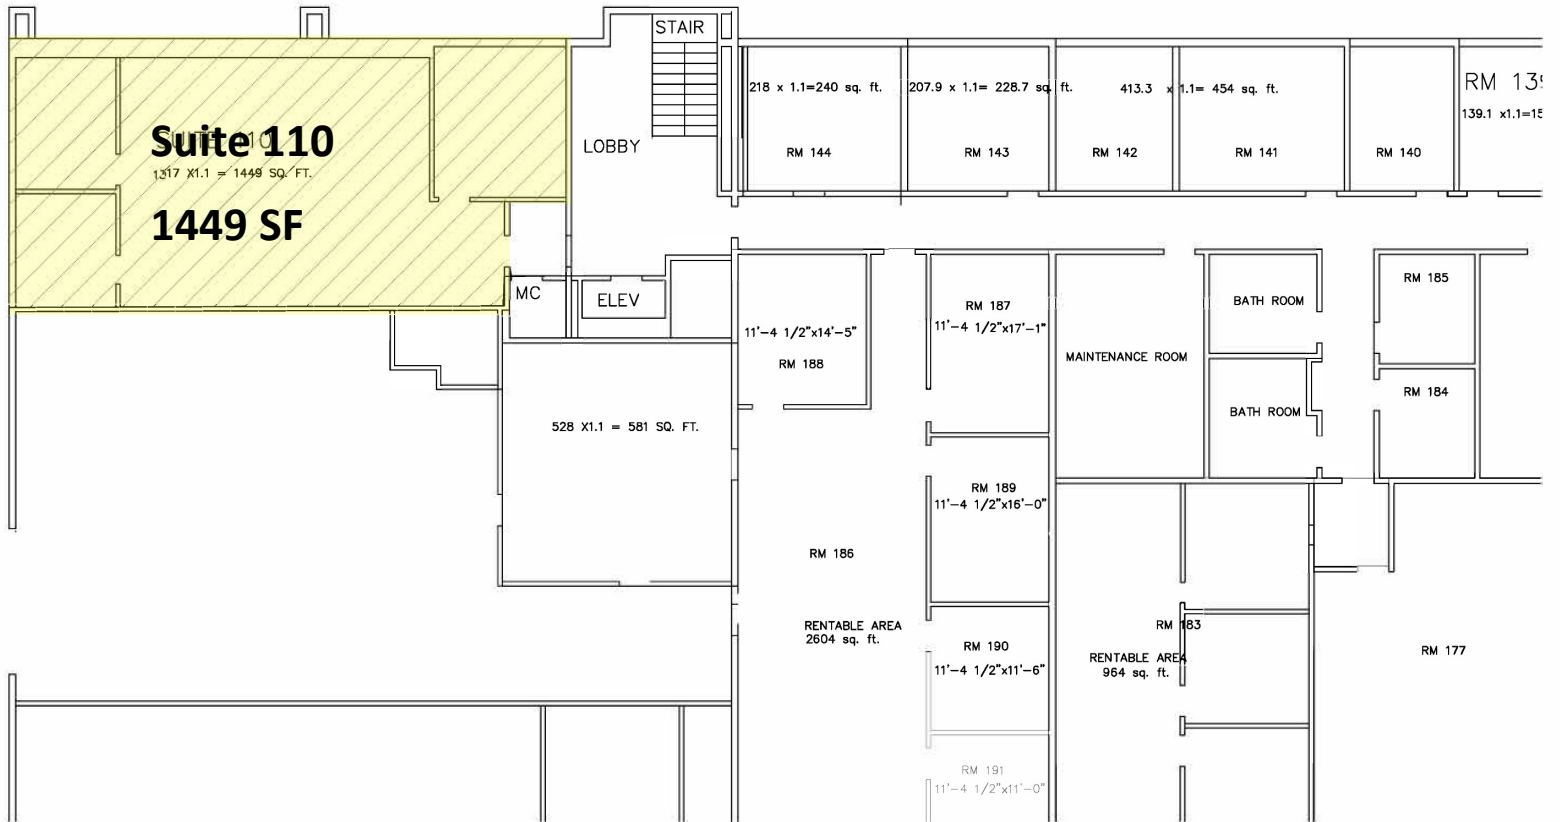 STAIR
218 x 1.1=240 sq. ft.
207.9 x 1.1= 228.7 sq. ft.
413.3 x 1.1= 454 sq. ft.
RM 139
139.1 x1.1=15
LOBBY
RM 144
RM 143
RM 142
RM 141
RM 140
SUITE 110
Suite 110
1317 X1.1 = 1449 SQ. FT.
1449 SF
MC
ELEV
RM 187
11'-4 1/2"x17'-1"
11'-4 1/2"x14'-5"
RM 188
MAINTENANCE ROOM
BATH ROOM
RM 185
BATH ROOM
RM 184
528 X1.1 = 581 SQ. FT.
RM 189
11'-4 1/2"x16'-0"
RM 186
RENTABLE AREA
2604 sq. ft.
RM 190
11'-4 1/2"x11'-6"
RM 183
RENTABLE AREA
964 sq. ft.
RM 177
RM 191
11'-4 1/2"x11'-0"